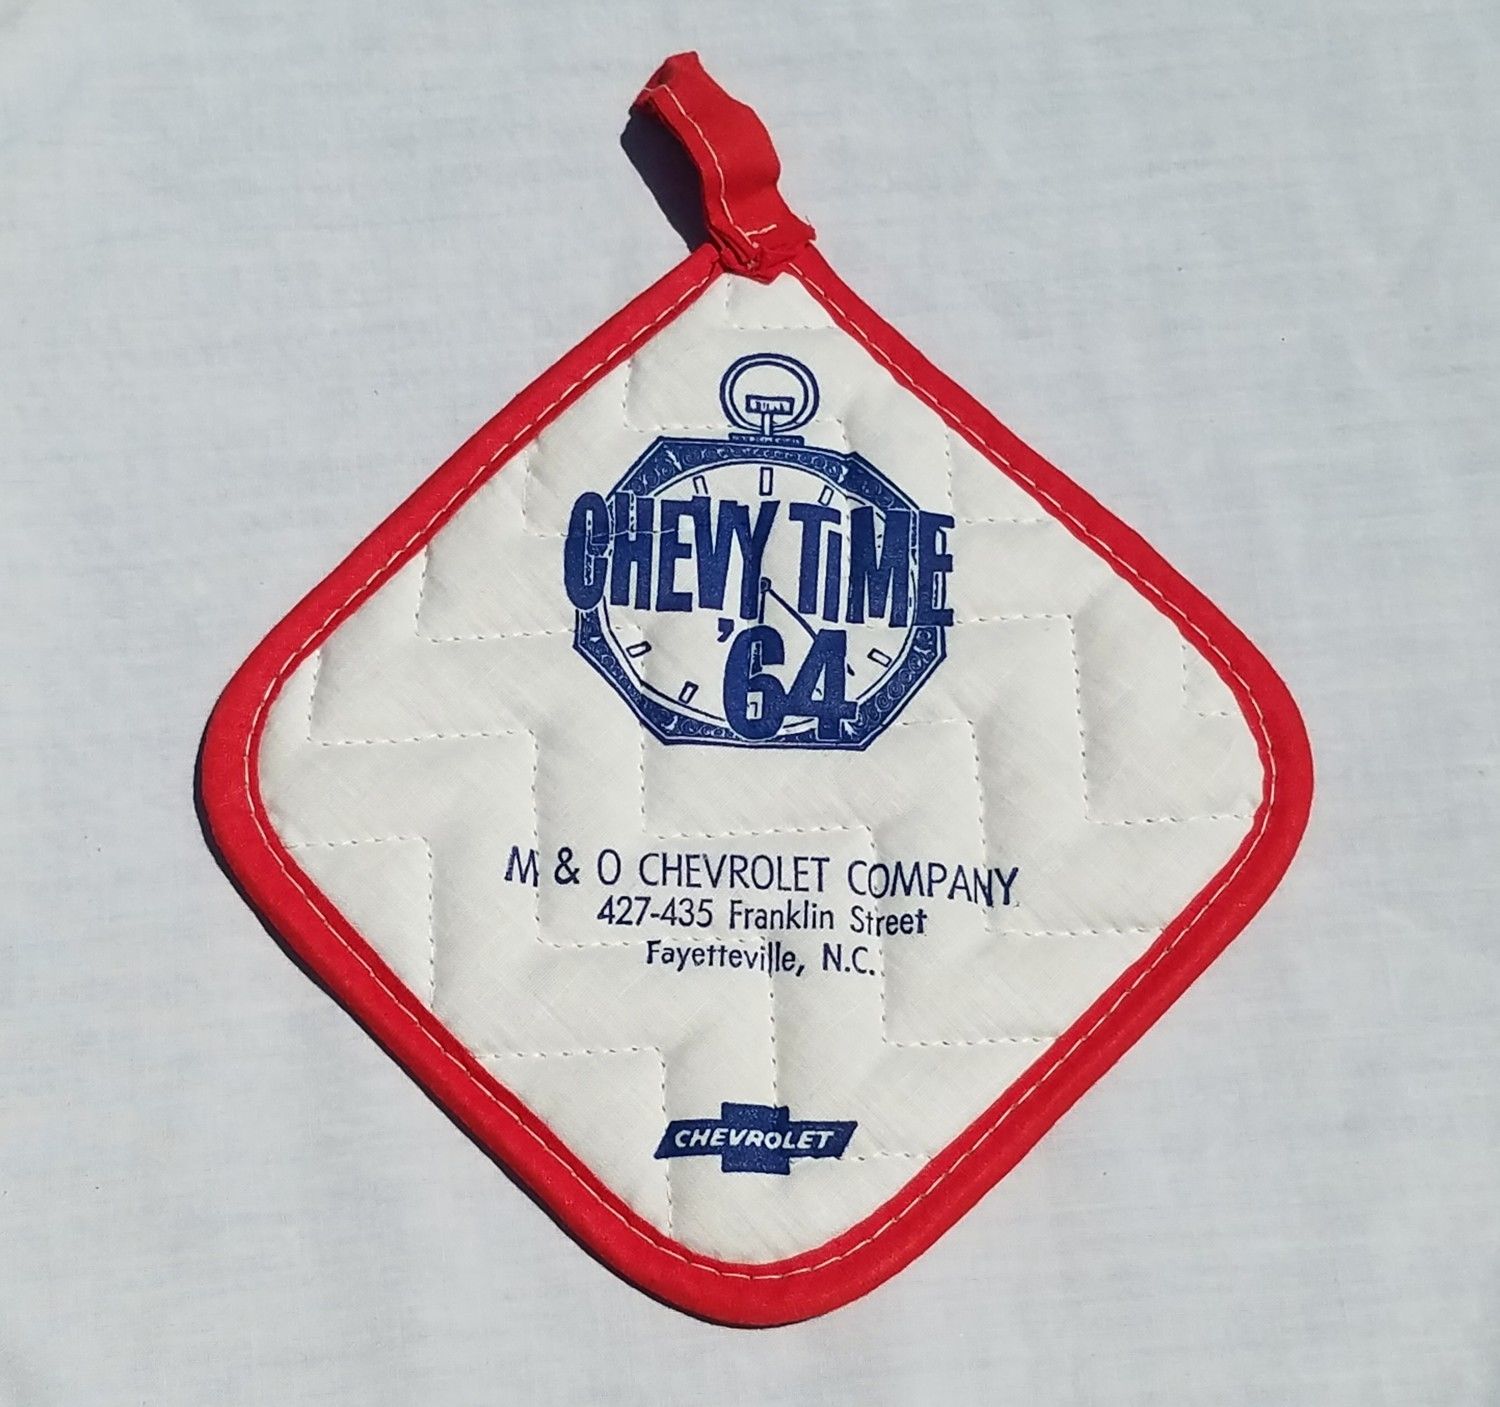 CHEVY TIME
'64
M & O CHEVROLET COMPANY
427-435 Franklin Street
Fayetteville, N.C.
CHEVROLET